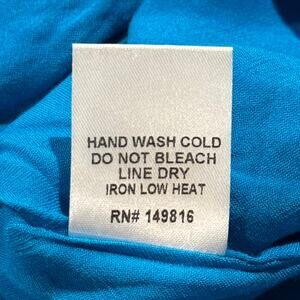 HAND WASH COLD
DO NOT BLEACH
LINE DRY
IRON LOW HEAT
RN# 149816